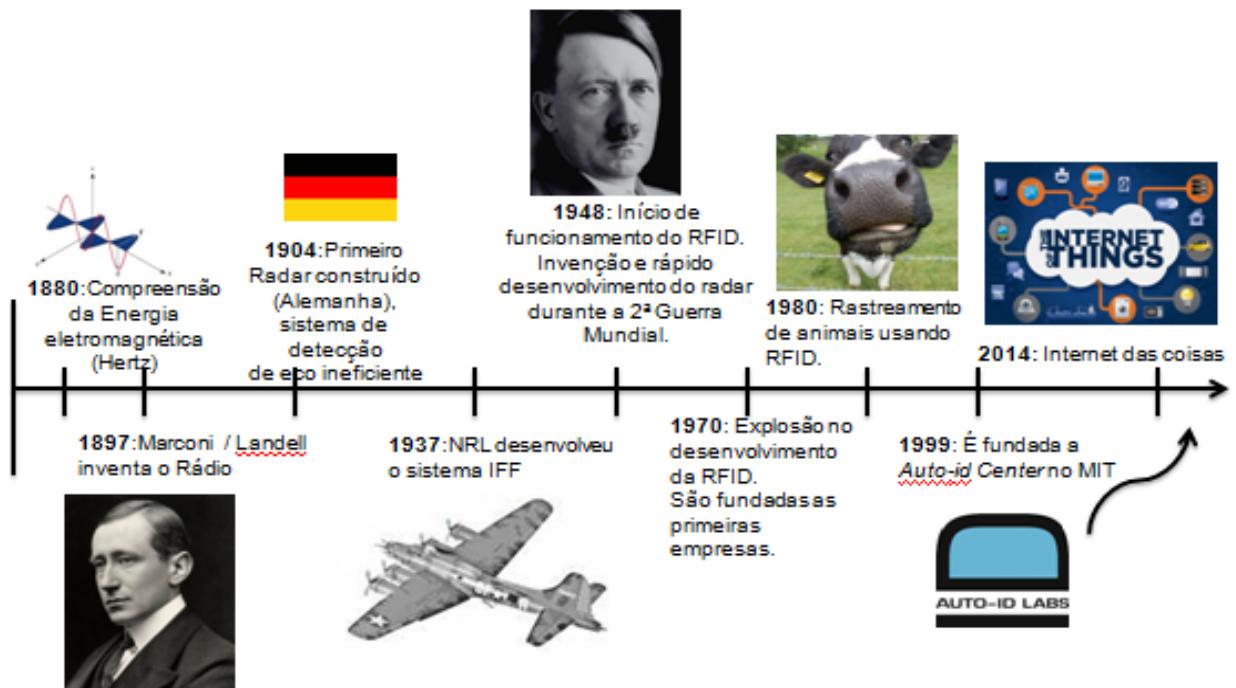 1880:Compreensão
da Energia
eletromagnética
(Hertz)
1904:Primeiro
Radar construído
(Alemanha),
sistema de
detecção
de eco ineficiente
1948: Início de
funcionamento do RFID.
Invenção e rápido
desenvolvimento do radar
durante a 2ª Guerra
Mundial.
1980: Rastreamento
de animais usando
RFID.
INTERNET
OF
THINGS
2014: Internet das coisas
1897:Marconi / Landell
inventa o Rádio
1937:NRL desenvolveu
o sistema IFF
1970: Explosão no
desenvolvimento
da RFID.
São fundadas as
primeiras
empresas.
1999: É fundada a
Auto-id Center no MIT
AUTO-ID LABS